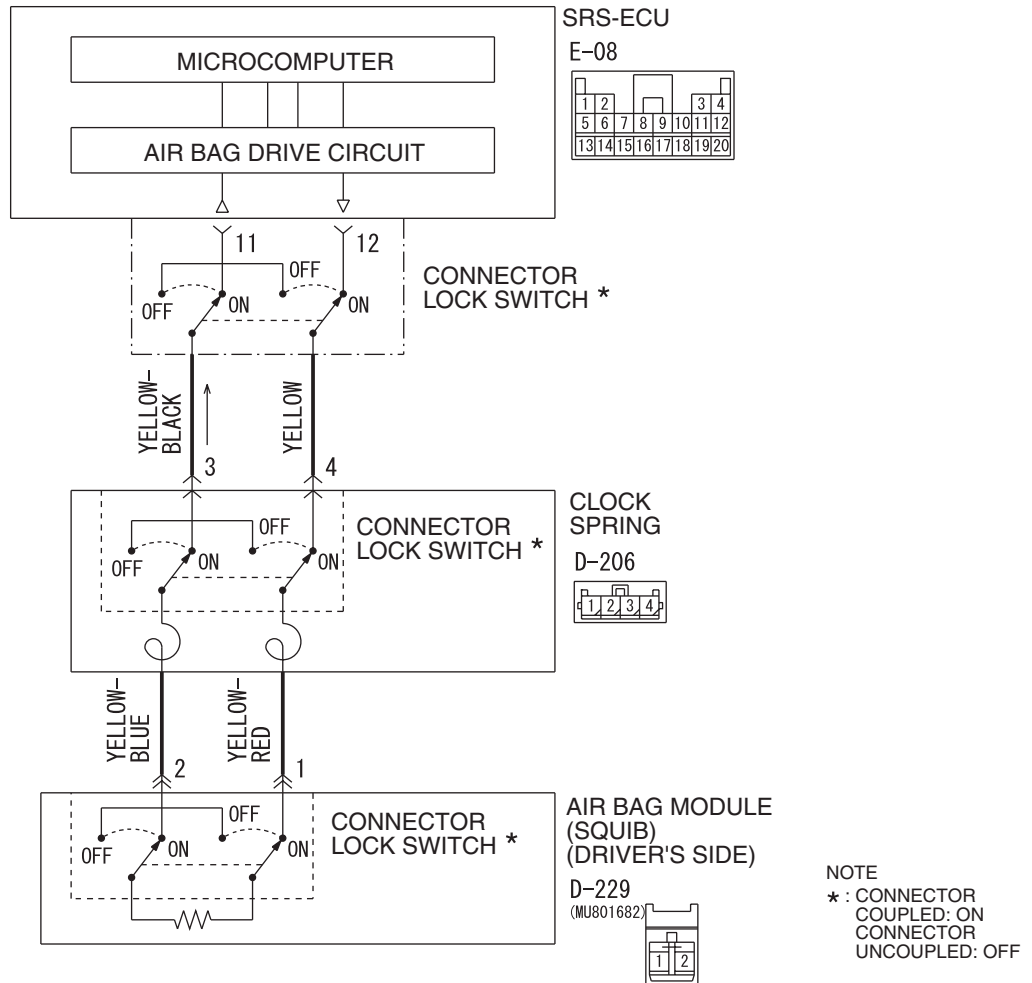 SRS-ECU
E-08
MICROCOMPUTER
1 2 3 4
5 6 7 8 9 10 11 12
13 14 15 16 17 18 19 20
AIR BAG DRIVE CIRCUIT
11
12
OFF
ON
OFF
ON
CONNECTOR
LOCK SWITCH *
YELLOW-
BLACK
YELLOW
3
4
CLOCK
SPRING
D-206
1 2 3 4
OFF
ON
OFF
ON
CONNECTOR
LOCK SWITCH *
YELLOW-
BLUE
YELLOW-
RED
2
1
OFF
ON
OFF
ON
CONNECTOR
LOCK SWITCH *
AIR BAG MODULE
(SQUIB)
(DRIVER'S SIDE)
D-229
(MU801682)
1 2
NOTE
* : CONNECTOR
COUPLED: ON
CONNECTOR
UNCOUPLED: OFF